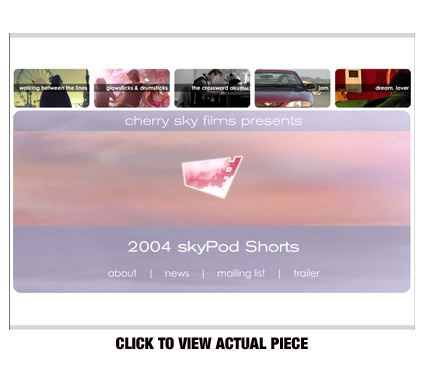 walking between the lines
glowsticks & drumsticks
the crossword okumu
jam
dream, lover
cherry sky films presents
2004 skyPod Shorts
about | news | mailing list | trailer
CLICK TO VIEW ACTUAL PIECE